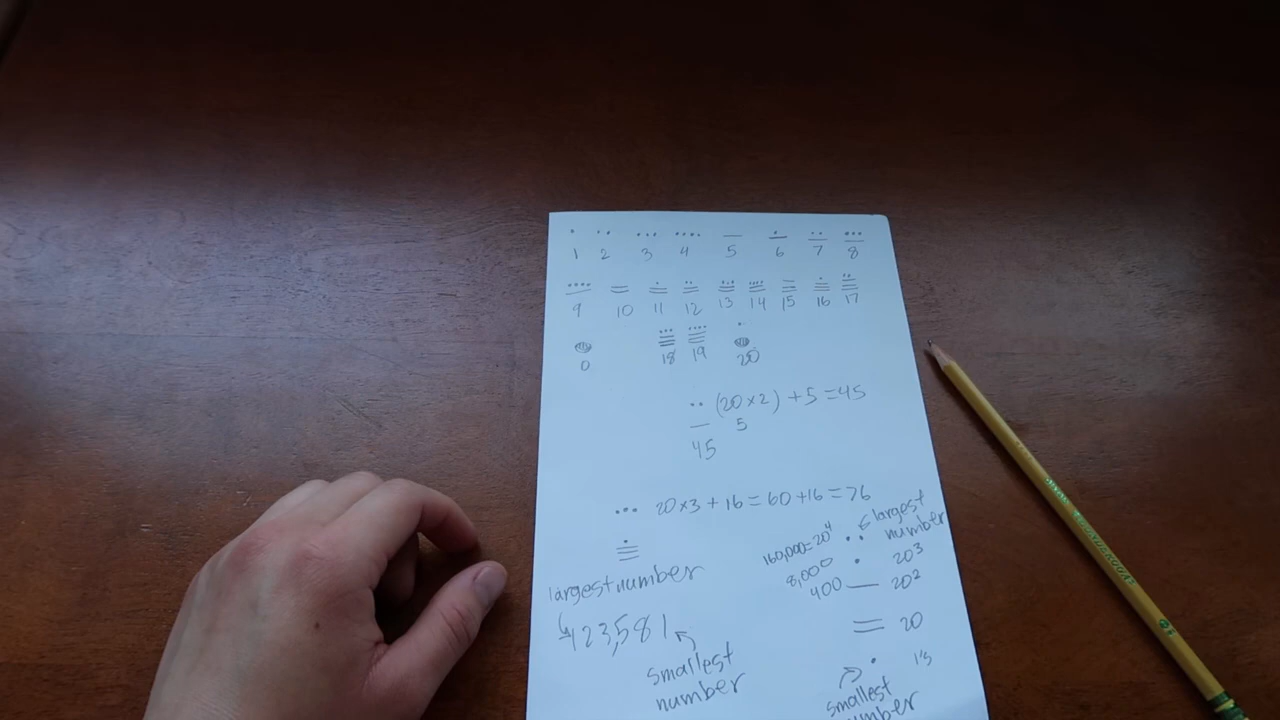 1 2 3 4 5 6 7 8
9 10 11 12 13 14 15 16 17
0 18 19 20
(20×2) + 5 = 45
5
45
20×3 + 16 = 60 + 16 = 76
largest number
123,581
smallest
number
largest
number
160,000 = 20⁴
8,000 20³
400 20²
20
1's
smallest
number